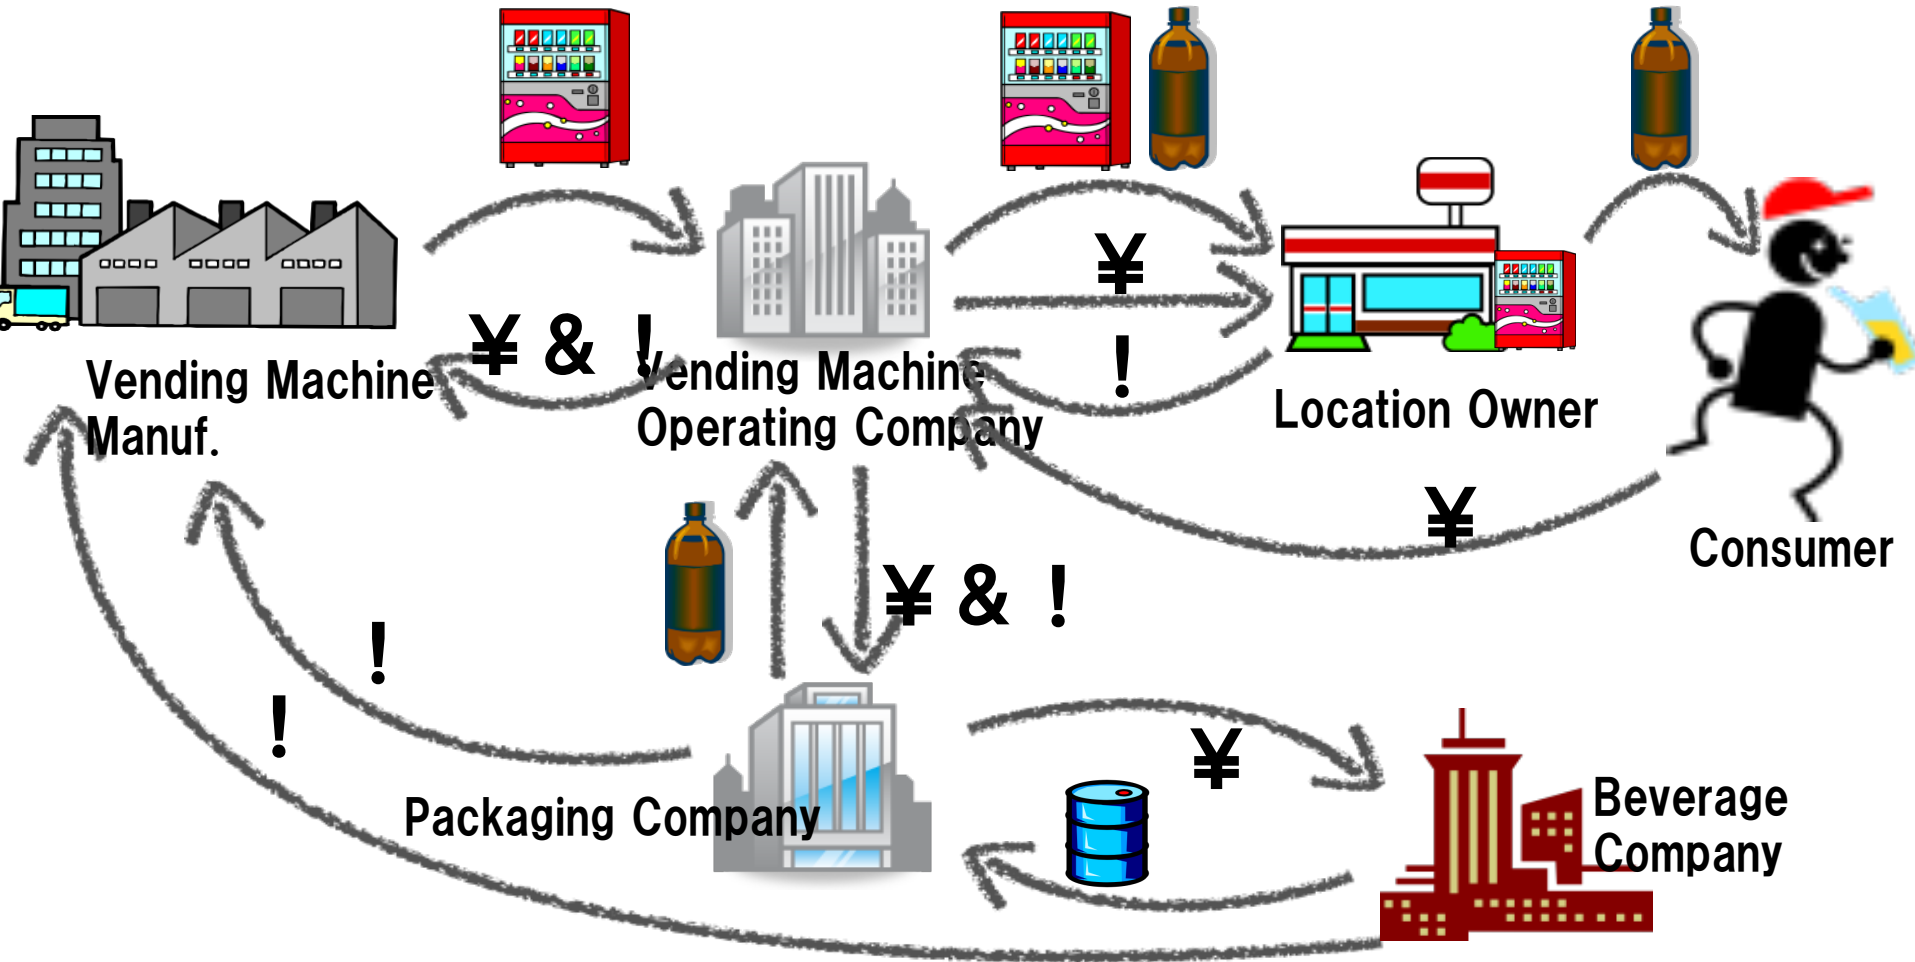 ¥
¥ & !
!
Vending Machine
Manuf.
Vending Machine
Operating Company
Location Owner
¥
Consumer
¥ & !
!
!
¥
Packaging Company
Beverage
Company